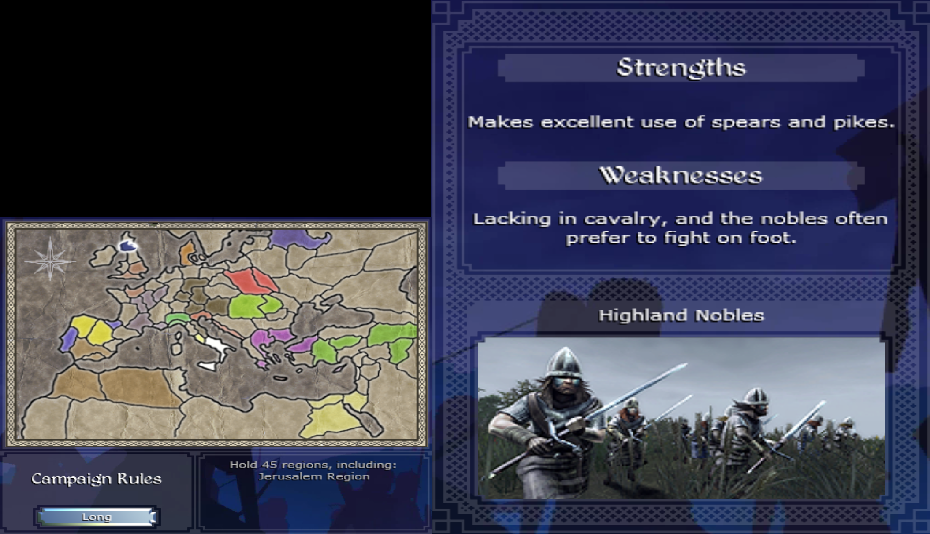 Strengths
Makes excellent use of spears and pikes.
Weaknesses
Lacking in cavalry, and the nobles often
prefer to fight on foot.
Highland Nobles
Campaign Rules
Long
Hold 45 regions, including:
Jerusalem Region